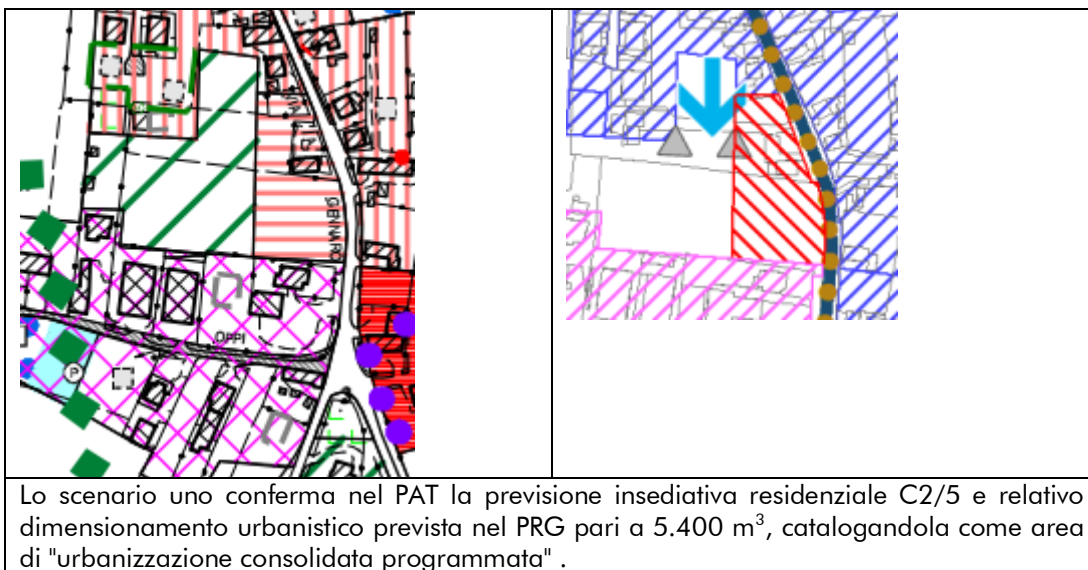 VIA
GENNARO
OPPI
P
Lo scenario uno conferma nel PAT la previsione insediativa residenziale C2/5 e relativo
dimensionamento urbanistico prevista nel PRG pari a 5.400 m³, catalogandola come area
di "urbanizzazione consolidata programmata" .